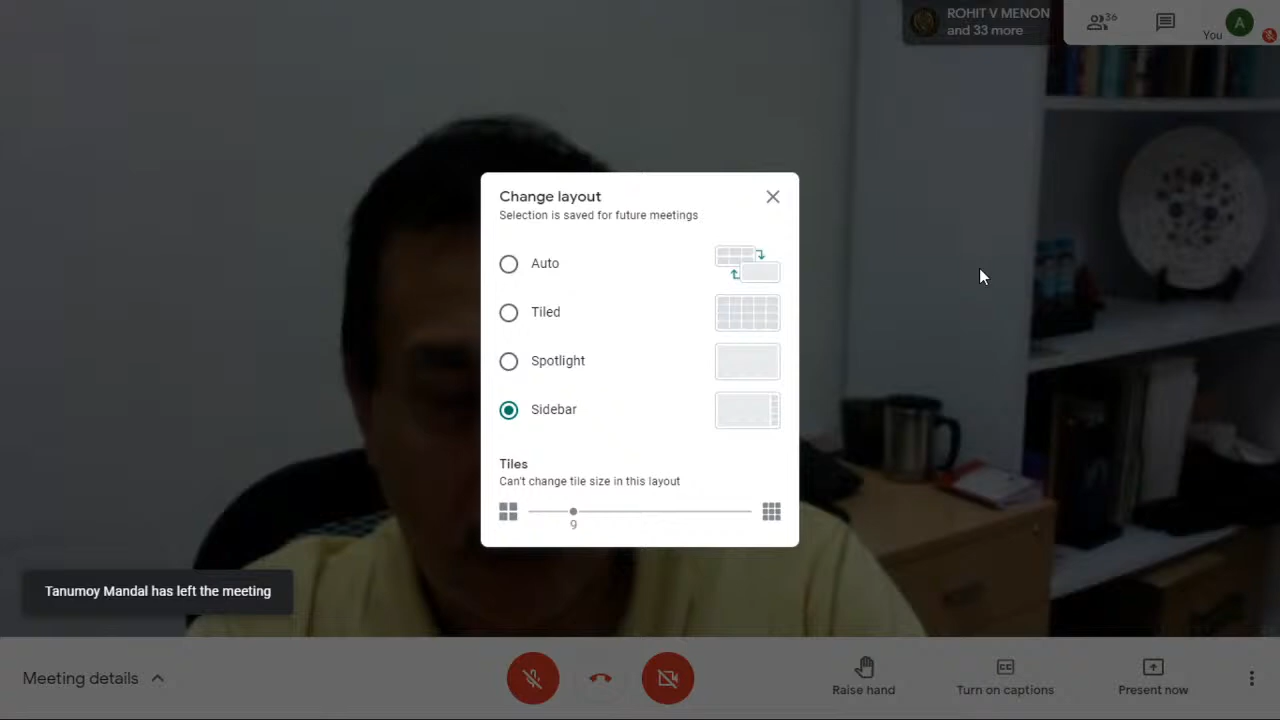 ROHIT V MENON
and 33 more
36
You
A
Change layout
Selection is saved for future meetings
Auto
Tiled
Spotlight
Sidebar
Tiles
Can't change tile size in this layout
9
Tanumoy Mandal has left the meeting
Meeting details
Raise hand
CC
Turn on captions
Present now